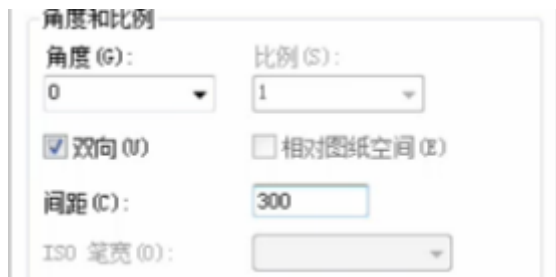 角度和比例
角度(G): 比例(S):
0 1
双向(U) 相对图纸空间(E)
间距(C): 300
ISO 笔宽(O):